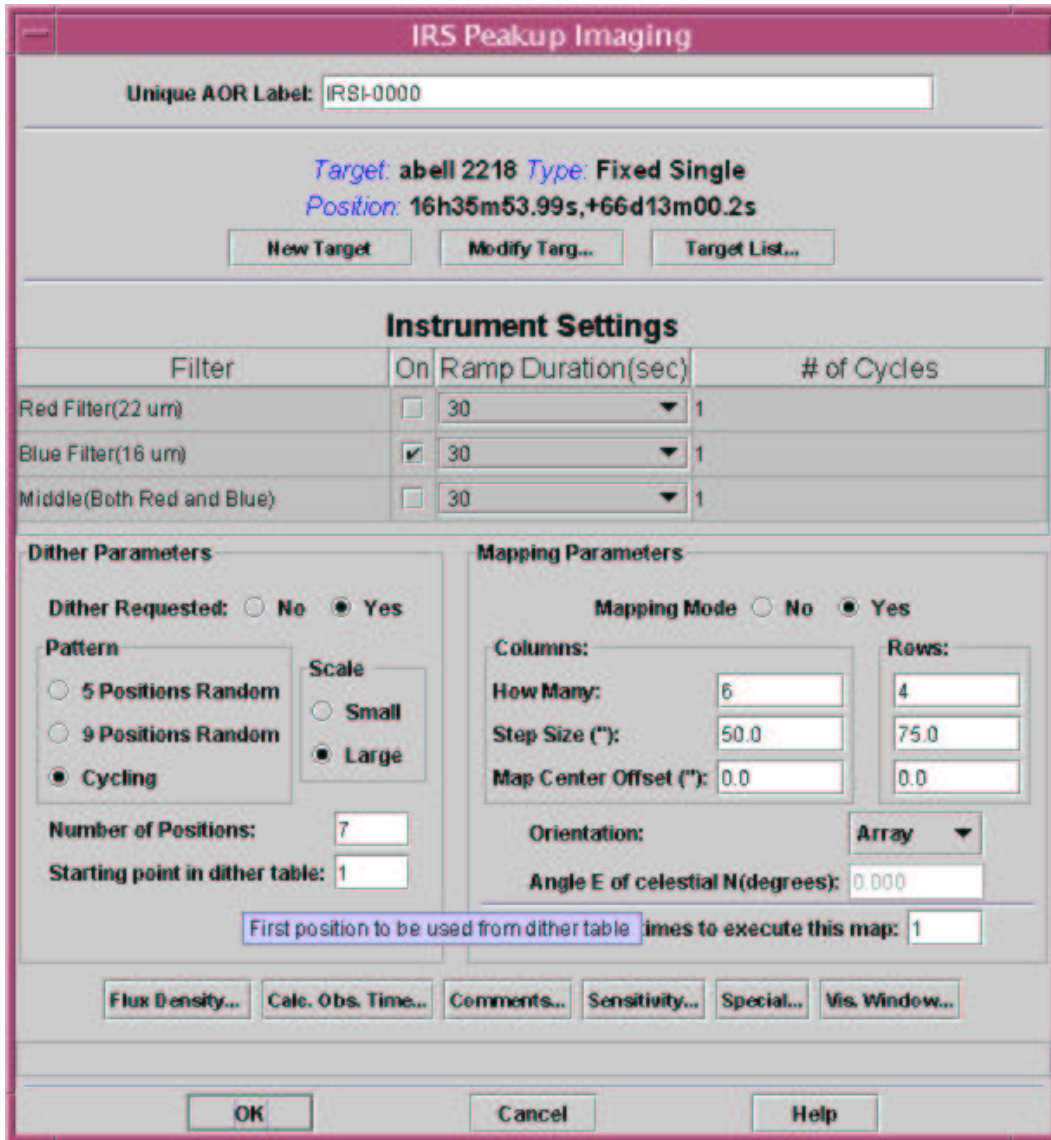 IRS Peakup Imaging
Unique AOR Label: IRSI-0000
Target: abell 2218 Type: Fixed Single
Position: 16h35m53.99s,+66d13m00.2s
New Target Modify Targ... Target List...
Instrument Settings
Filter On Ramp Duration(sec) # of Cycles
Red Filter(22 um) 30 1
Blue Filter(16 um) 30 1
Middle(Both Red and Blue) 30 1
Dither Parameters
Dither Requested: No Yes
Pattern
5 Positions Random
9 Positions Random
Cycling
Scale
Small
Large
Number of Positions: 7
Starting point in dither table: 1
Mapping Parameters
Mapping Mode No Yes
Columns: Rows:
How Many: 6 4
Step Size ("): 50.0 75.0
Map Center Offset ("): 0.0 0.0
Orientation: Array
Angle E of celestial N(degrees): 0.000
First position to be used from dither table imes to execute this map: 1
Flux Density... Calc. Obs. Time... Comments... Sensitivity... Special... Vis. Window...
OK Cancel Help